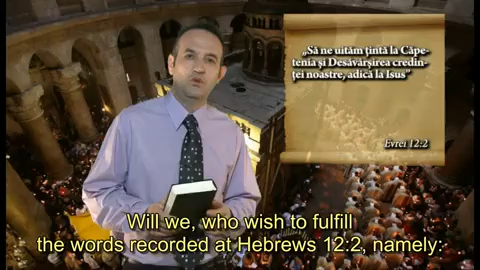 „Să ne uităm ţintă la Căpe-
tenia şi Desăvârşirea credin-
ţei noastre, adică la Isus”
Evrei 12:2
Will we, who wish to fulfill
the words recorded at Hebrews 12:2, namely: